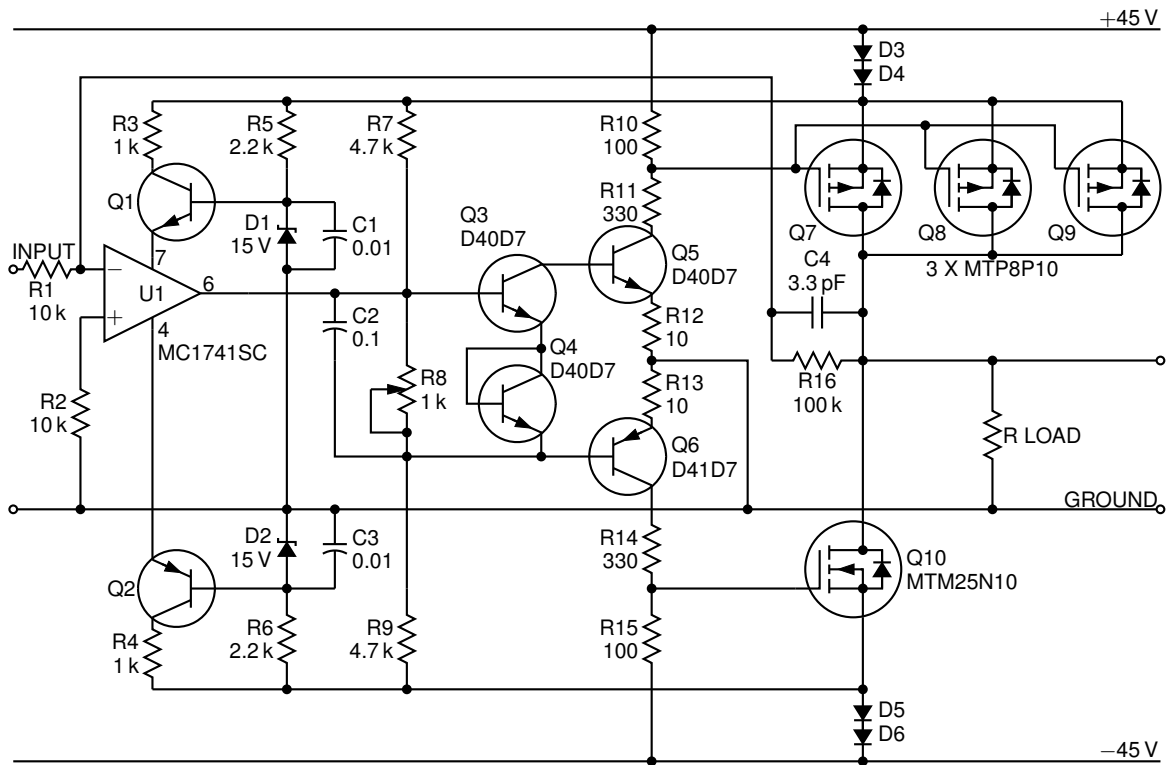 +45 V
D3
D4
R3
1 k
R5
2.2 k
R7
4.7 k
R10
100
Q1
D1
15 V
C1
0.01
Q3
D40D7
R11
330
Q5
D40D7
Q7
Q8
Q9
3 X MTP8P10
INPUT
R1
10 k
−
+
U1
7
6
4
MC1741SC
C2
0.1
R12
10
C4
3.3 pF
Q4
D40D7
R8
1 k
R13
10
R16
100 k
R2
10 k
Q6
D41D7
R LOAD
GROUND
D2
15 V
C3
0.01
R14
330
Q10
MTM25N10
Q2
R4
1 k
R6
2.2 k
R9
4.7 k
R15
100
D5
D6
−45 V